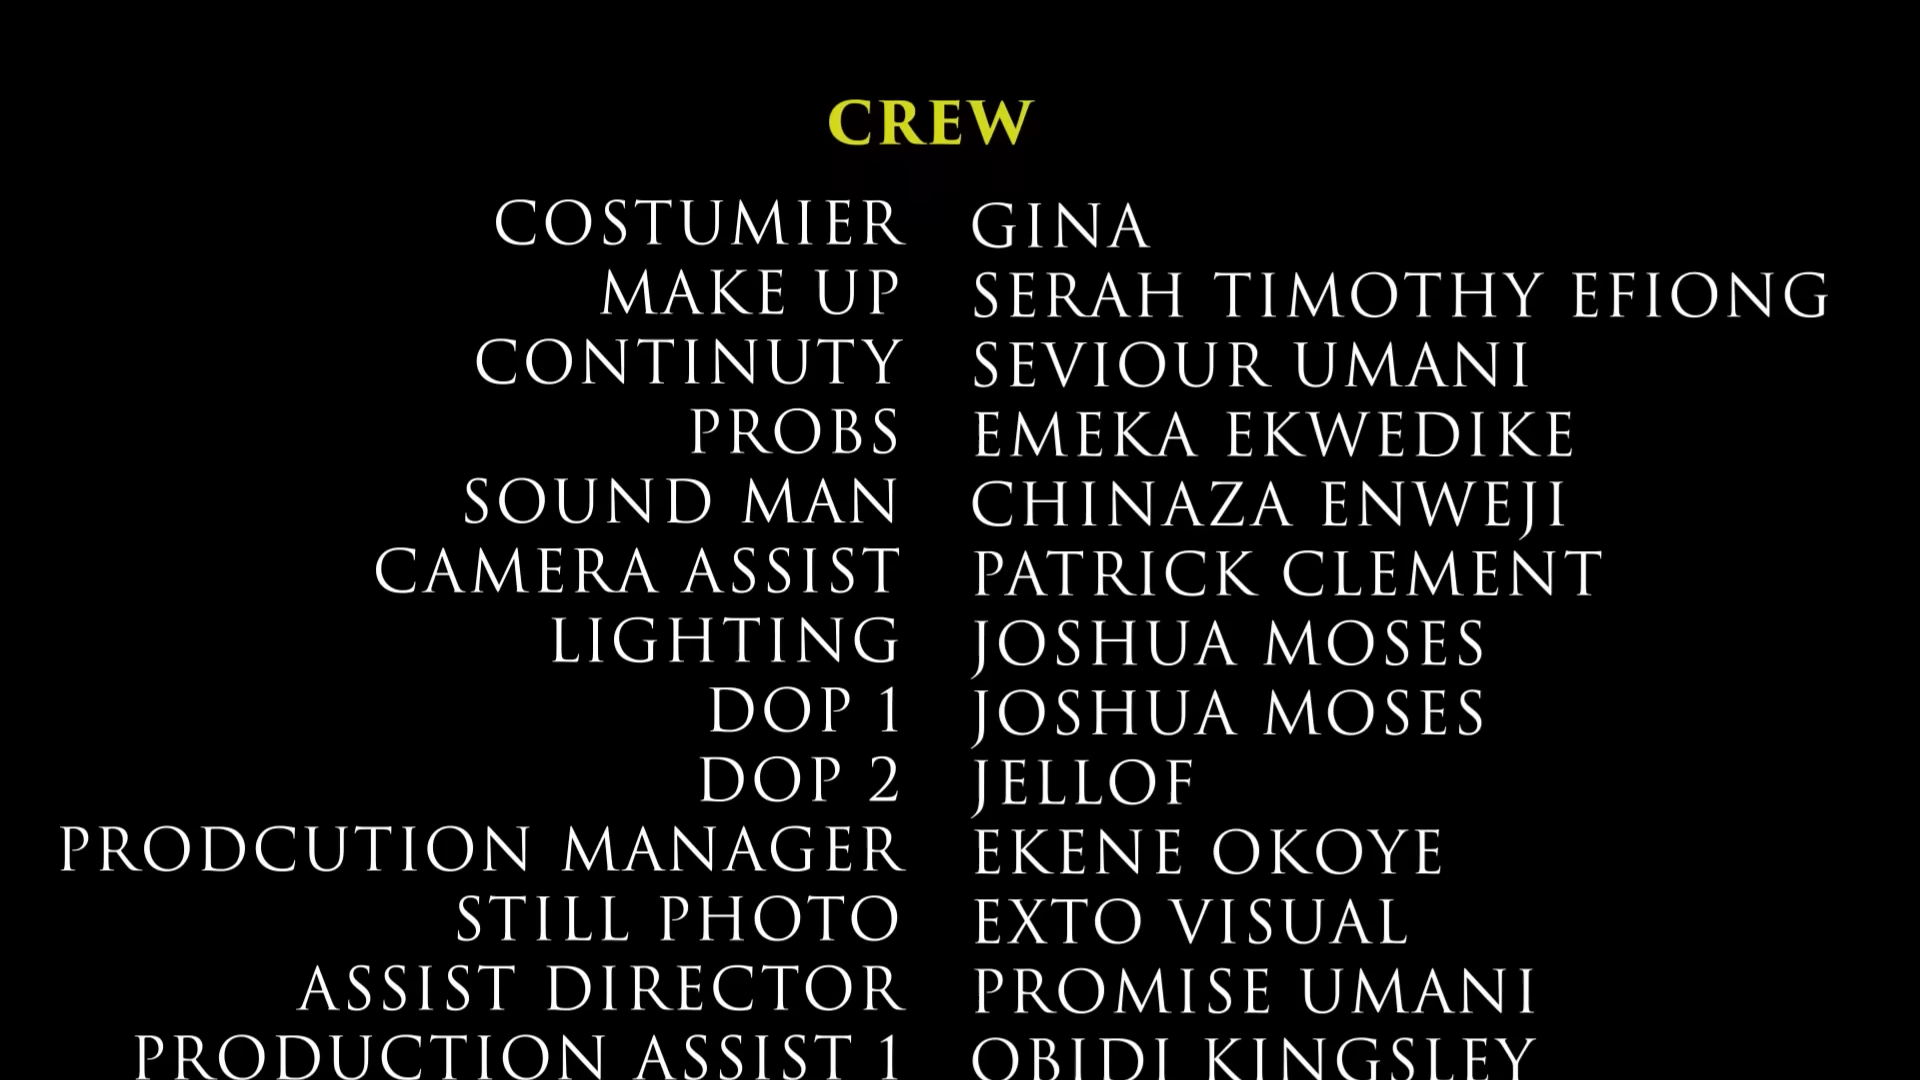 CREW
COSTUMIER GINA
MAKE UP SERAH TIMOTHY EFIONG
CONTINUTY SEVIOUR UMANI
PROBS EMEKA EKWEDIKE
SOUND MAN CHINAZA ENWEJI
CAMERA ASSIST PATRICK CLEMENT
LIGHTING JOSHUA MOSES
DOP 1 JOSHUA MOSES
DOP 2 JELLOF
PRODCUTION MANAGER EKENE OKOYE
STILL PHOTO EXTO VISUAL
ASSIST DIRECTOR PROMISE UMANI
PRODUCTION ASSIST 1 OBIDI KINGSLEY